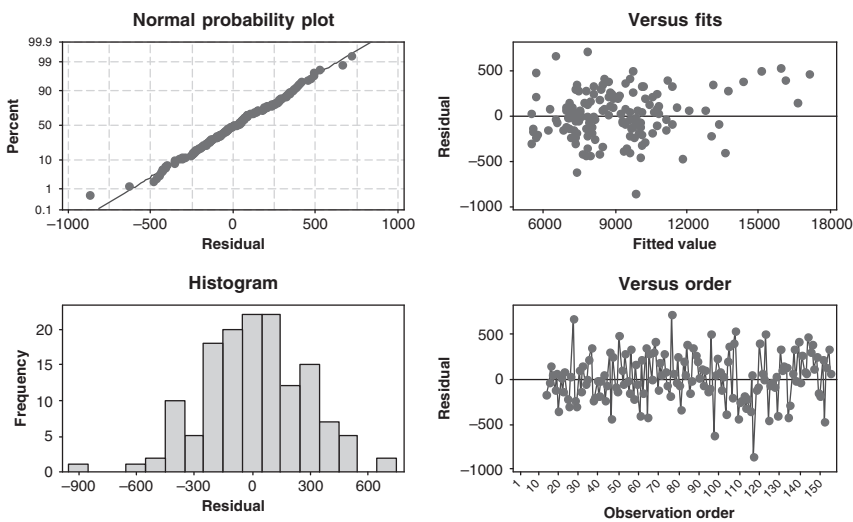 Normal probability plot
99.9
99
90
50
10
1
0.1
Percent
−1000 −500 0 500 1000
Residual
Versus fits
500
0
−500
−1000
Residual
6000 9000 12000 15000 18000
Fitted value
Histogram
20
15
10
5
0
Frequency
−900 −600 −300 0 300 600
Residual
Versus order
500
0
−500
−1000
Residual
1 10 20 30 40 50 60 70 80 90 100 110 120 130 140 150
Observation order